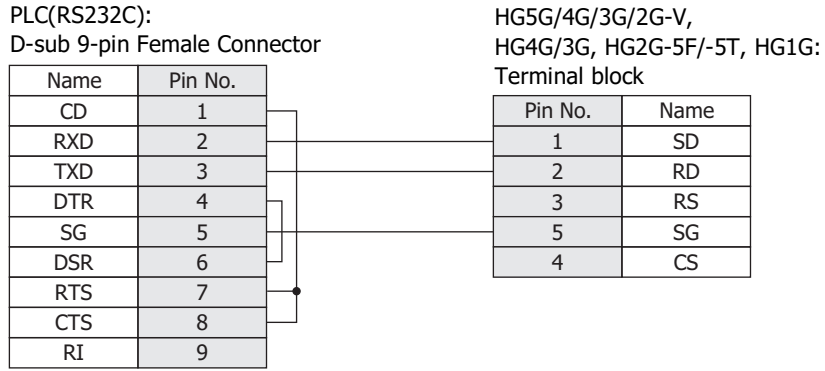 PLC(RS232C):
D-sub 9-pin Female Connector
Name Pin No.
CD 1
RXD 2
TXD 3
DTR 4
SG 5
DSR 6
RTS 7
CTS 8
RI 9
HG5G/4G/3G/2G-V,
HG4G/3G, HG2G-5F/-5T, HG1G:
Terminal block
Pin No. Name
1 SD
2 RD
3 RS
5 SG
4 CS